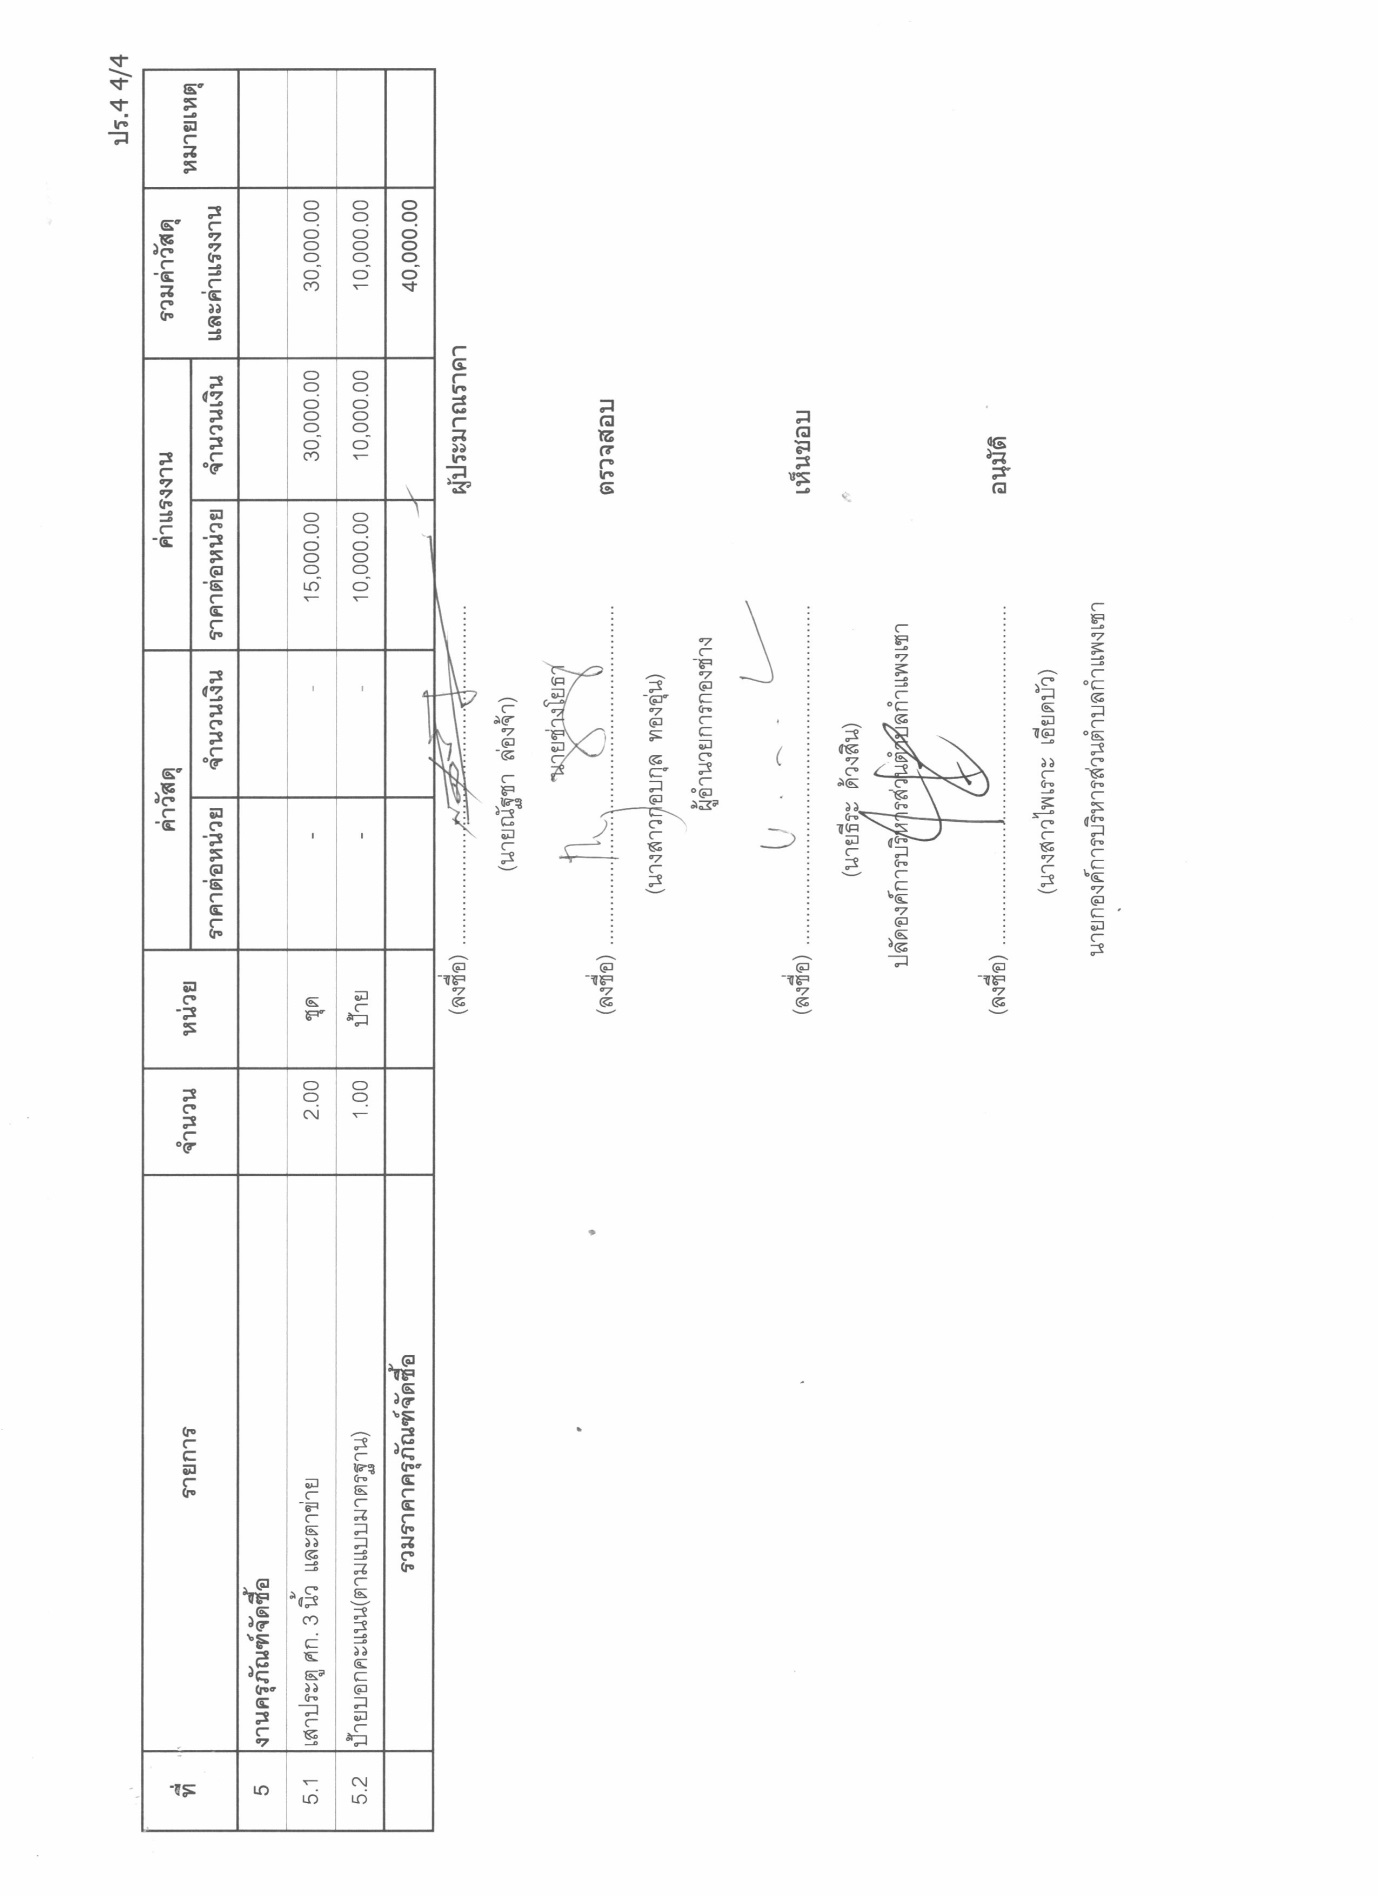 ปร.4 4/4
ที่ รายการ จำนวน หน่วย ค่าวัสดุ ค่าแรงงาน รวมค่าวัสดุ หมายเหตุ
ราคาต่อหน่วย จำนวนเงิน ราคาต่อหน่วย จำนวนเงิน และค่าแรงงาน
5 งานครุภัณฑ์จัดซื้อ
5.1 เสาประตู ศก. 3 นิ้ว และตาข่าย 2.00 ชุด - - 15,000.00 30,000.00 30,000.00
5.2 ป้ายบอกคะแนน(ตามแบบมาตรฐาน) 1.00 ป้าย - - 10,000.00 10,000.00 10,000.00
รวมราคาครุภัณฑ์จัดซื้อ 40,000.00
(ลงชื่อ) ผู้ประมาณราคา
(นายณัฐชา ล่องจ้า)
นายช่างโยธา
(ลงชื่อ) ตรวจสอบ
(นางสาวกอบกุล ทองอุ่น)
ผู้อำนวยการกองช่าง
(ลงชื่อ) เห็นชอบ
(นายธีระ ด้วงสิน)
ปลัดองค์การบริหารส่วนตำบลกำแพงเซา
(ลงชื่อ) อนุมัติ
(นางสาวไพเราะ เอียดบัว)
นายกองค์การบริหารส่วนตำบลกำแพงเซา